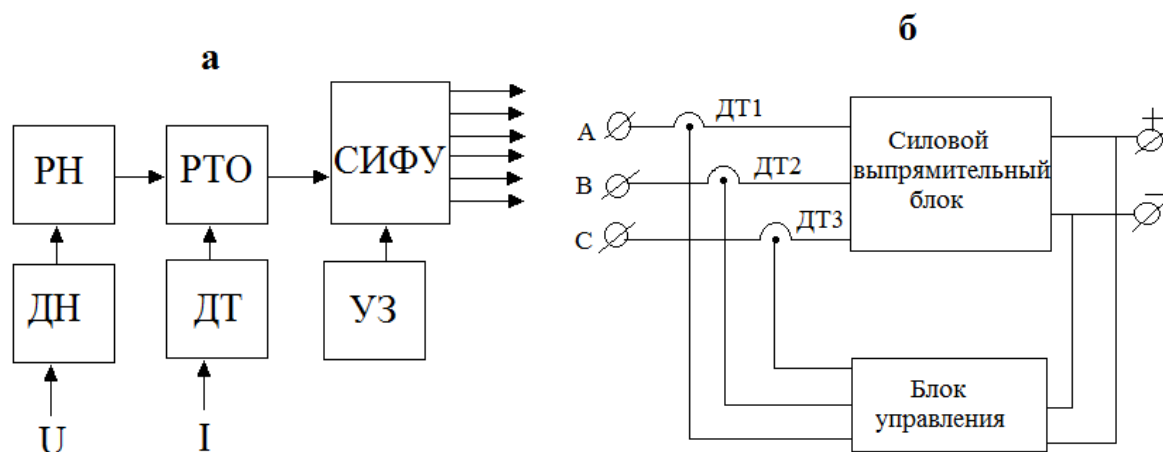 а
РН
РТО
СИФУ
ДН
ДТ
УЗ
U
I
б
A
ДТ1
B
ДТ2
C
ДТ3
Силовой
выпрямительный
блок
+
−
Блок
управления